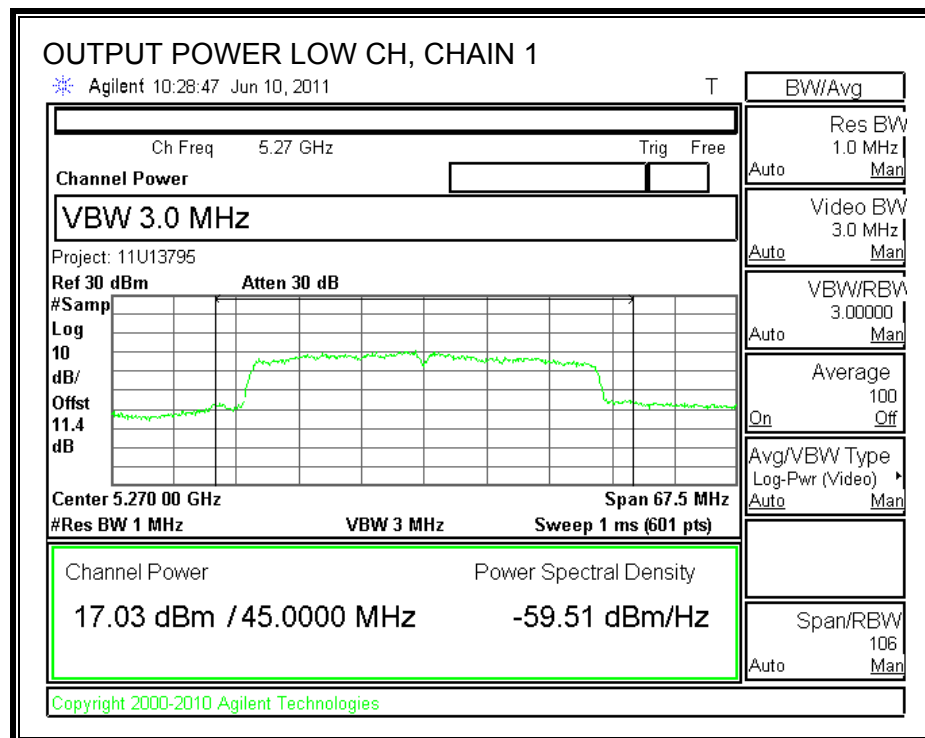 OUTPUT POWER LOW CH, CHAIN 1
Agilent 10:28:47 Jun 10, 2011 T
Ch Freq 5.27 GHz Trig Free
Channel Power
VBW 3.0 MHz
Project: 11U13795
Ref 30 dBm Atten 30 dB
#Samp
Log
10
dB/
Offst
11.4
dB
Center 5.270 00 GHz Span 67.5 MHz
#Res BW 1 MHz VBW 3 MHz Sweep 1 ms (601 pts)
Channel Power Power Spectral Density
17.03 dBm / 45.0000 MHz -59.51 dBm/Hz
Copyright 2000-2010 Agilent Technologies
BW/Avg
Res BW
1.0 MHz
Auto Man
Video BW
3.0 MHz
Auto Man
VBW/RBW
3.00000
Auto Man
Average
100
On Off
Avg/VBW Type
Log-Pwr (Video)
Auto Man
Span/RBW
106
Auto Man